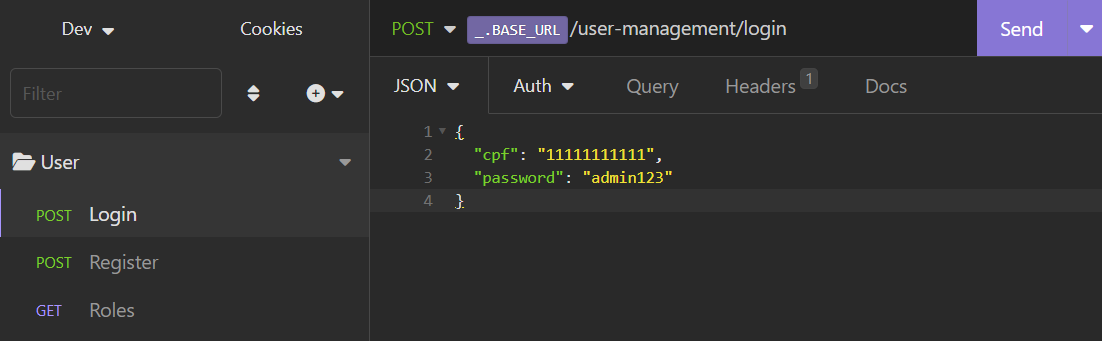 Dev
Cookies
POST
_.BASE_URL /user-management/login
Send
Filter
JSON
Auth
Query
Headers 1
Docs
User
POST Login
POST Register
GET Roles
1 {
2 "cpf": "11111111111",
3 "password": "admin123"
4 }